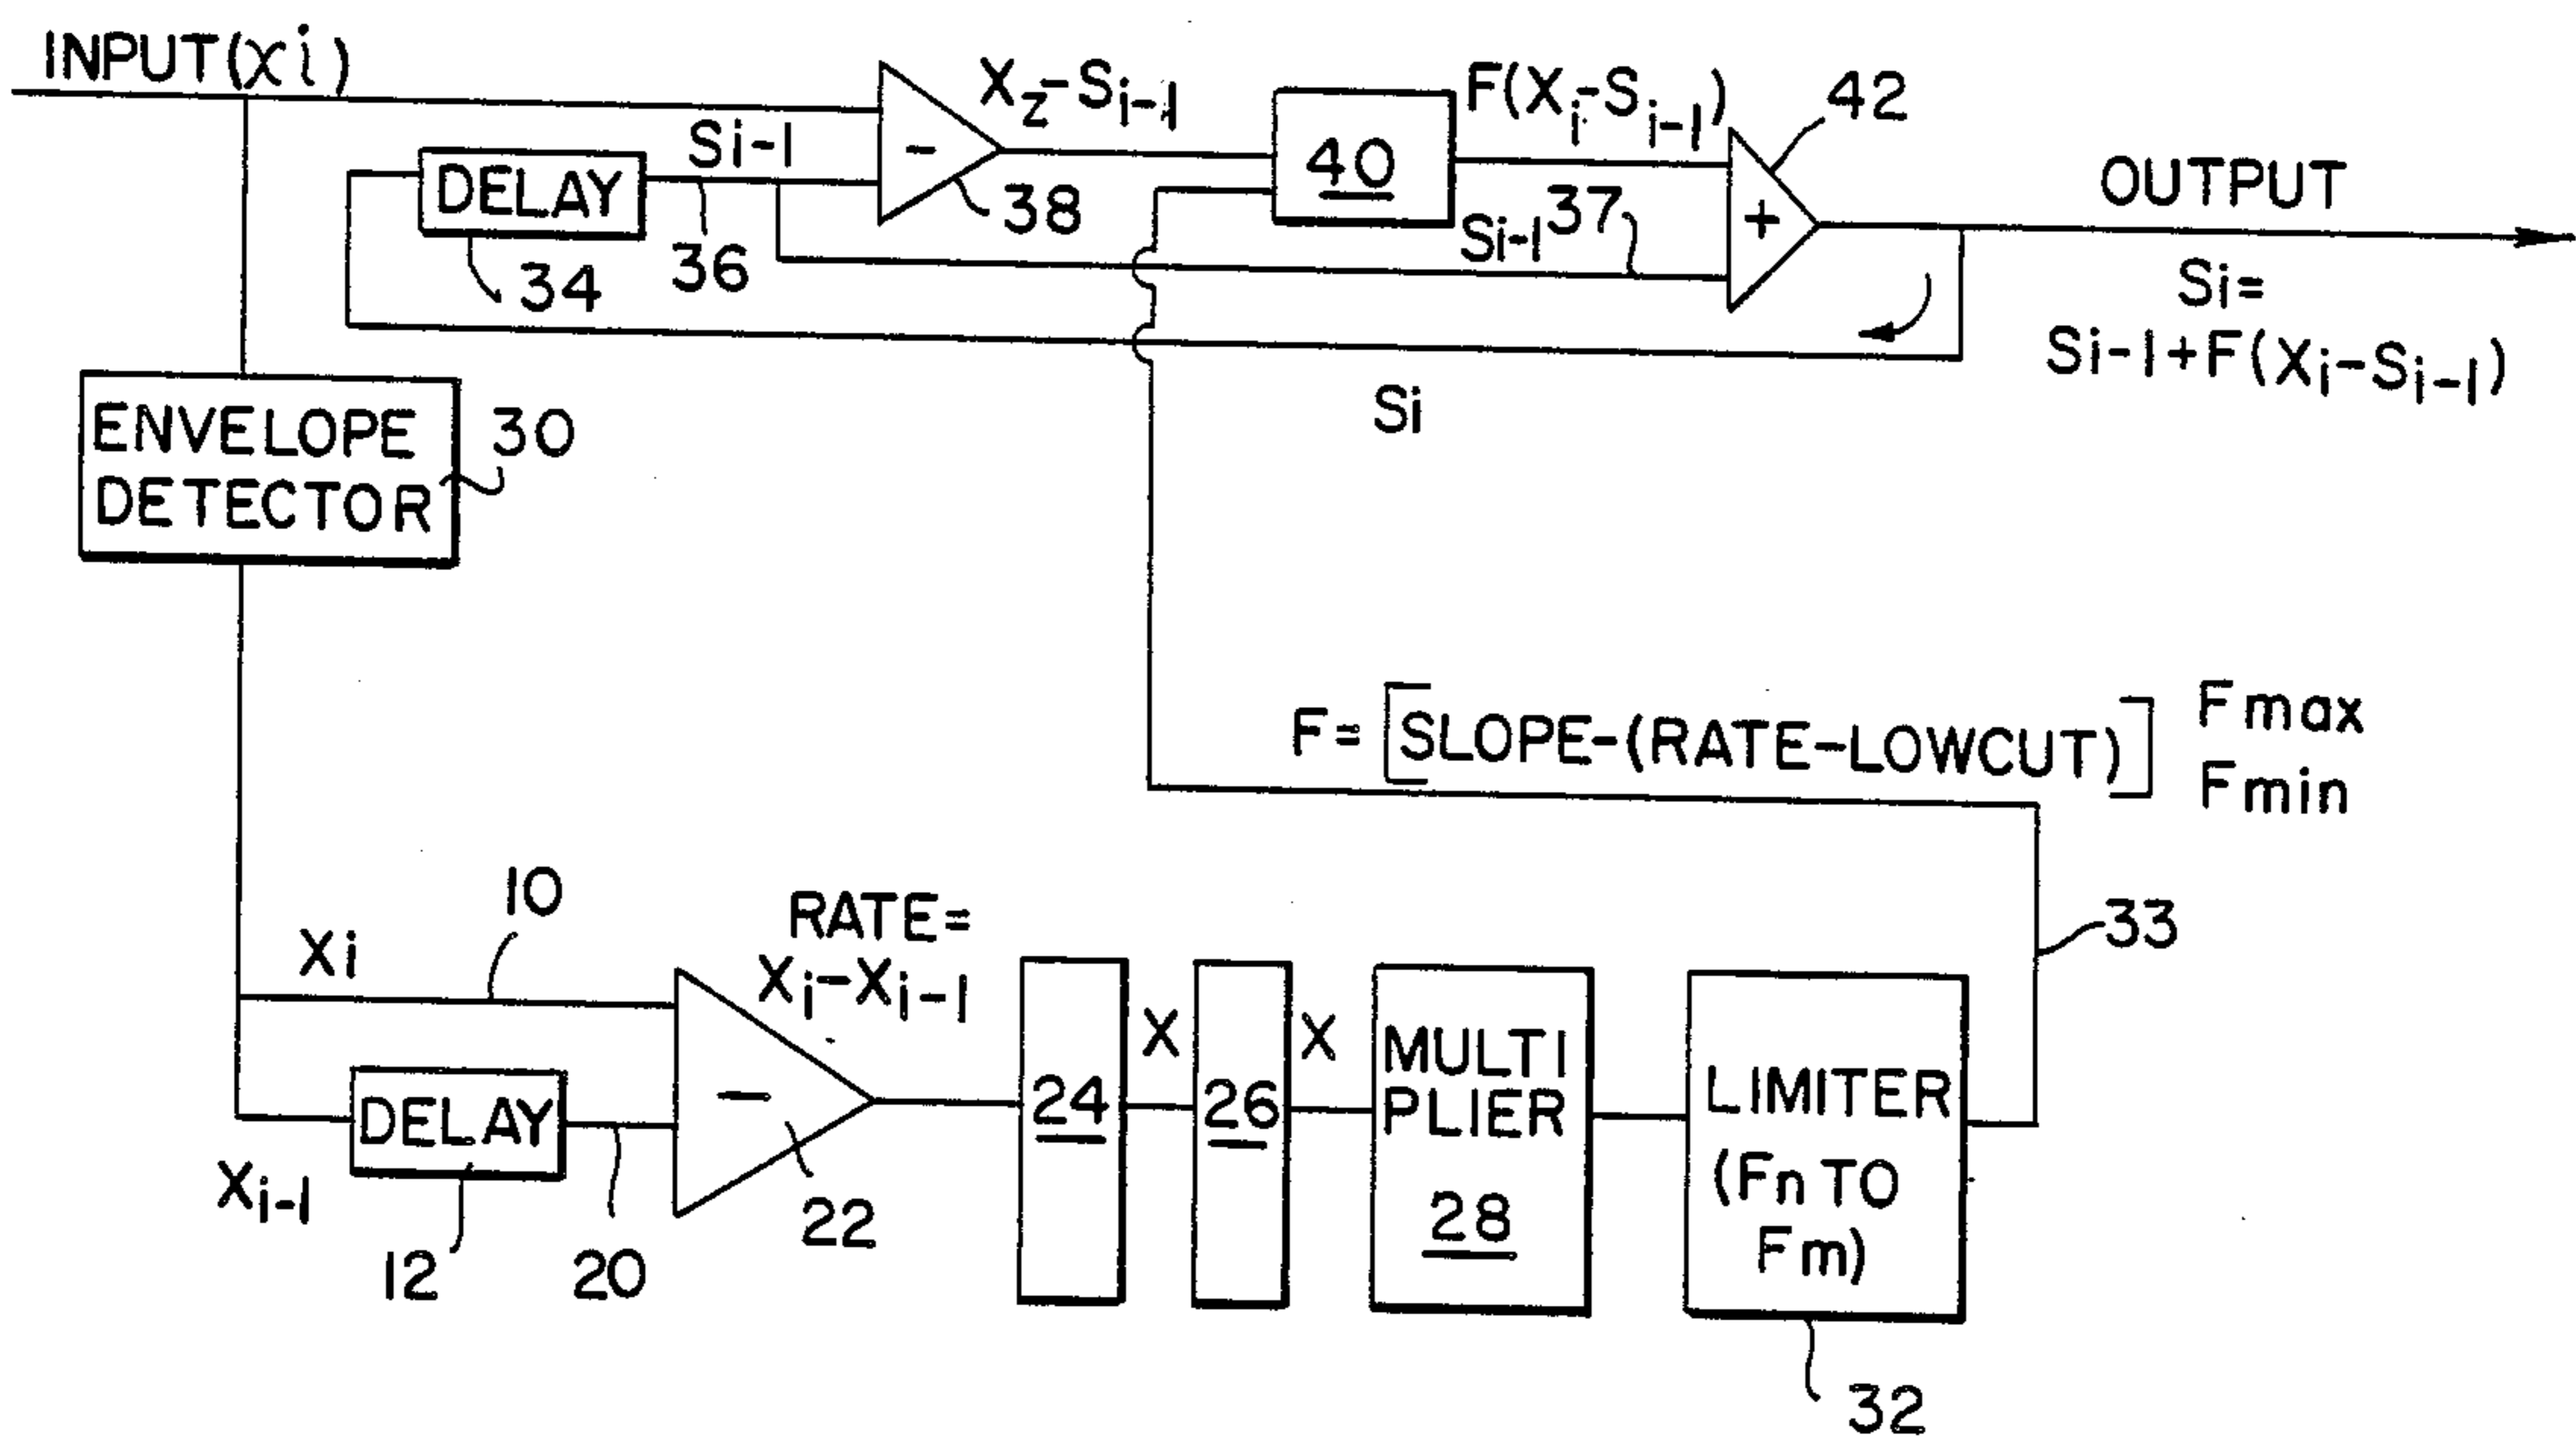 INPUT(Xi)
Xz-Si-1
F(Xi-Si-1)
42
Si-1
DELAY
40
38
37
+
-
OUTPUT
34
36
Si-1
Si=
Si-1+F(Xi-Si-1)
Si
ENVELOPE
DETECTOR
30
F=[SLOPE-(RATE-LOWCUT)]
Fmax
Fmin
10
RATE=
Xi-Xi-1
33
Xi
X
X
MULTI
PLIER
28
24
26
LIMITER
(Fn TO
Fm)
DELAY
-
Xi-1
22
12
20
32